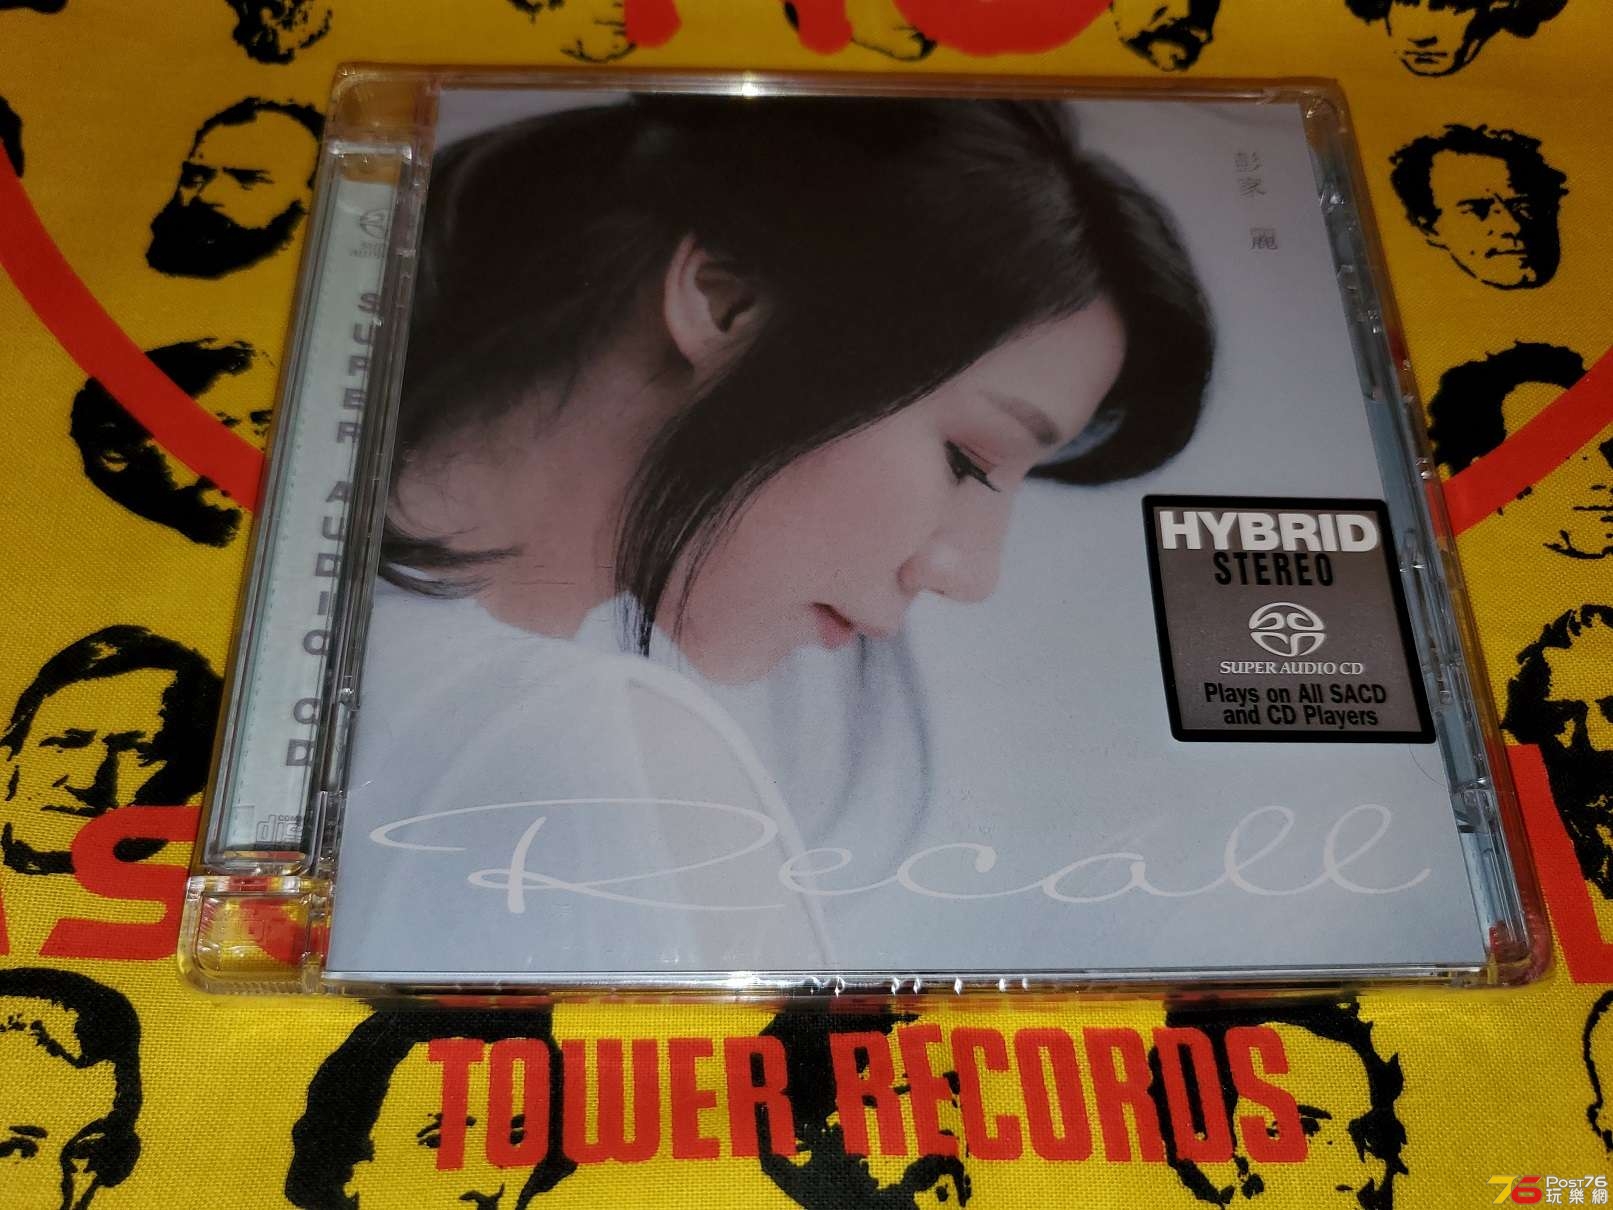 彭家麗
SUPER AUDIO CD
HYBRID
STEREO
SUPER AUDIO CD
Plays on All SACD
and CD Players
Recall
TOWER RECORDS
76 Post76
玩樂網